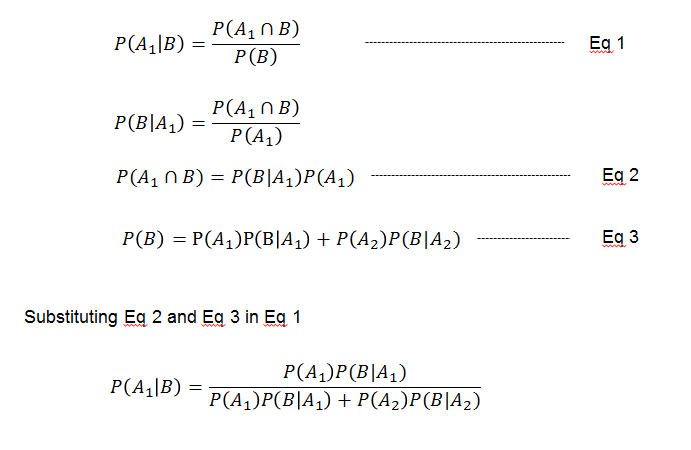 P(A₁|B) = P(A₁ ∩ B) / P(B) ---------- Eq 1
P(B|A₁) = P(A₁ ∩ B) / P(A₁)
P(A₁ ∩ B) = P(B|A₁)P(A₁) ---------- Eq 2
P(B) = P(A₁)P(B|A₁) + P(A₂)P(B|A₂) ---------- Eq 3
Substituting Eq 2 and Eq 3 in Eq 1
P(A₁|B) = P(A₁)P(B|A₁) / P(A₁)P(B|A₁) + P(A₂)P(B|A₂)